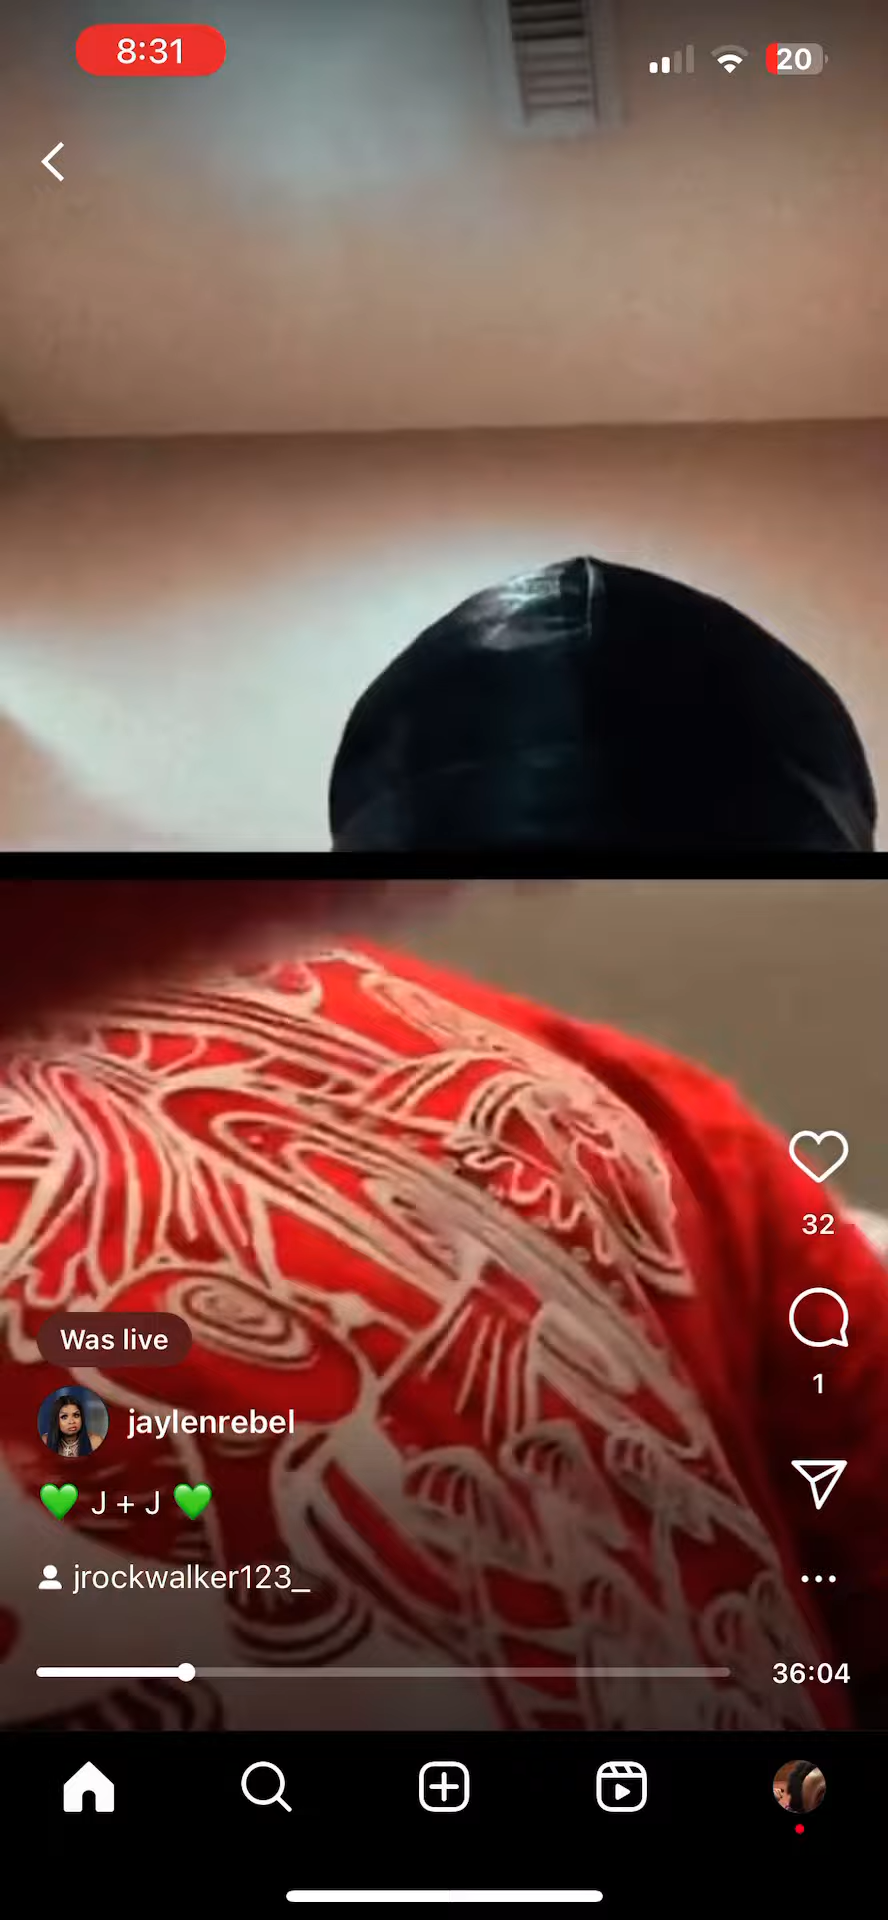 8:31
20
Was live
jaylenrebel
💚 J + J 💚
jrockwalker123_
32
1
36:04